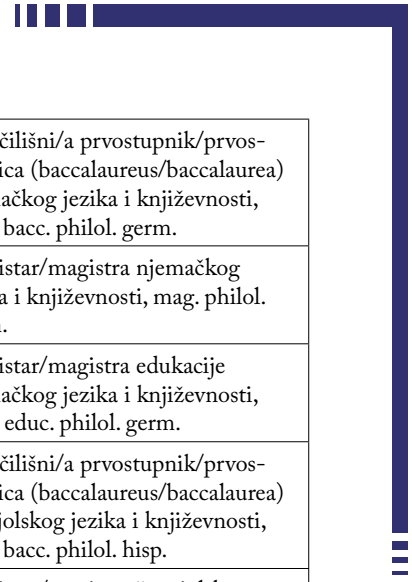 čilišni/a prvostupnik/prvos-
ica (baccalaureus/baccalaurea)
ačkog jezika i književnosti,
bacc. philol. germ.
istar/magistra njemačkog
a i književnosti, mag. philol.
.
istar/magistra edukacije
ačkog jezika i književnosti,
educ. philol. germ.
čilišni/a prvostupnik/prvos-
ica (baccalaureus/baccalaurea)
jolskog jezika i književnosti,
bacc. philol. hisp.